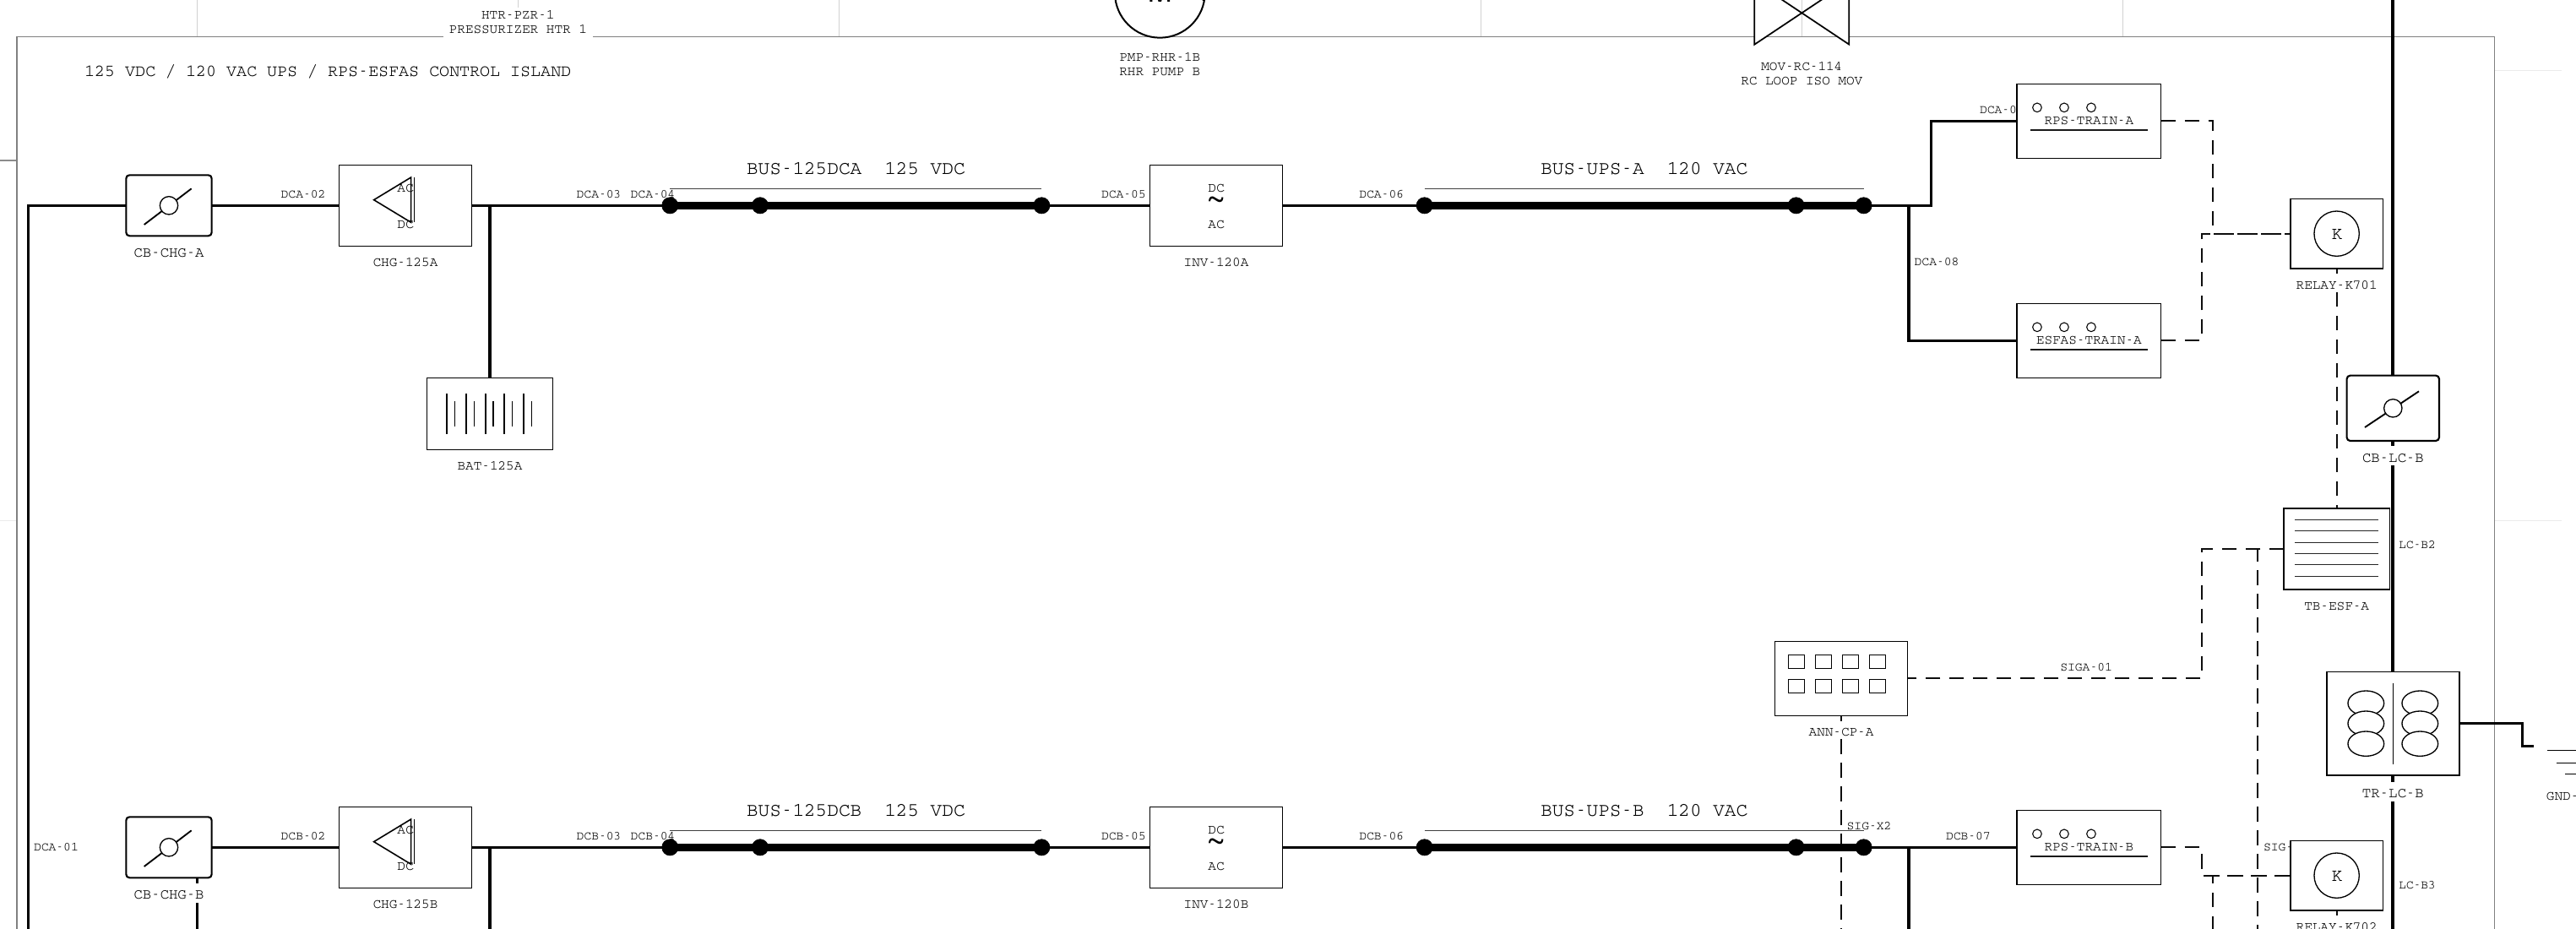 HTR-PZR-1
PRESSURIZER HTR 1
PMP-RHR-1B
RHR PUMP B
MOV-RC-114
RC LOOP ISO MOV
125 VDC / 120 VAC UPS / RPS-ESFAS CONTROL ISLAND
DCA-0
RPS-TRAIN-A
BUS-125DCA 125 VDC
BUS-UPS-A 120 VAC
DCA-02
AC
DC
DCA-03
DCA-04
DCA-05
DC
~
AC
DCA-06
CB-CHG-A
CHG-125A
INV-120A
DCA-08
K
RELAY-K701
ESFAS-TRAIN-A
BAT-125A
CB-LC-B
LC-B2
TB-ESF-A
SIGA-01
ANN-CP-A
TR-LC-B
GND-
BUS-125DCB 125 VDC
BUS-UPS-B 120 VAC
SIG-X2
DCA-01
DCB-02
AC
DC
DCB-03
DCB-04
DCB-05
DC
~
AC
DCB-06
DCB-07
RPS-TRAIN-B
SIG-
K
LC-B3
CB-CHG-B
CHG-125B
INV-120B
RELAY-K702